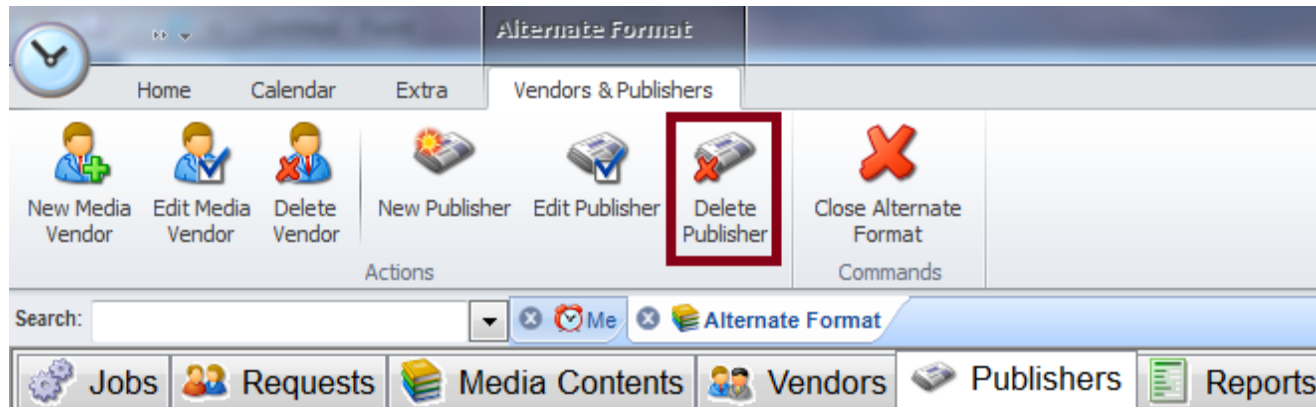 Alternate Format
Home Calendar Extra Vendors & Publishers
New Media Vendor
Edit Media Vendor
Delete Vendor
New Publisher
Edit Publisher
Delete Publisher
Close Alternate Format
Actions
Commands
Search:
Me
Alternate Format
Jobs Requests Media Contents Vendors Publishers Reports